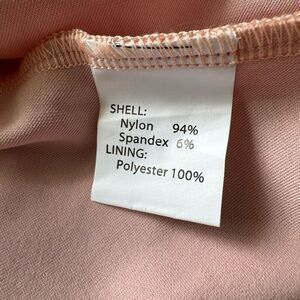 SHELL:
Nylon 94%
Spandex 6%
LINING:
Polyester 100%